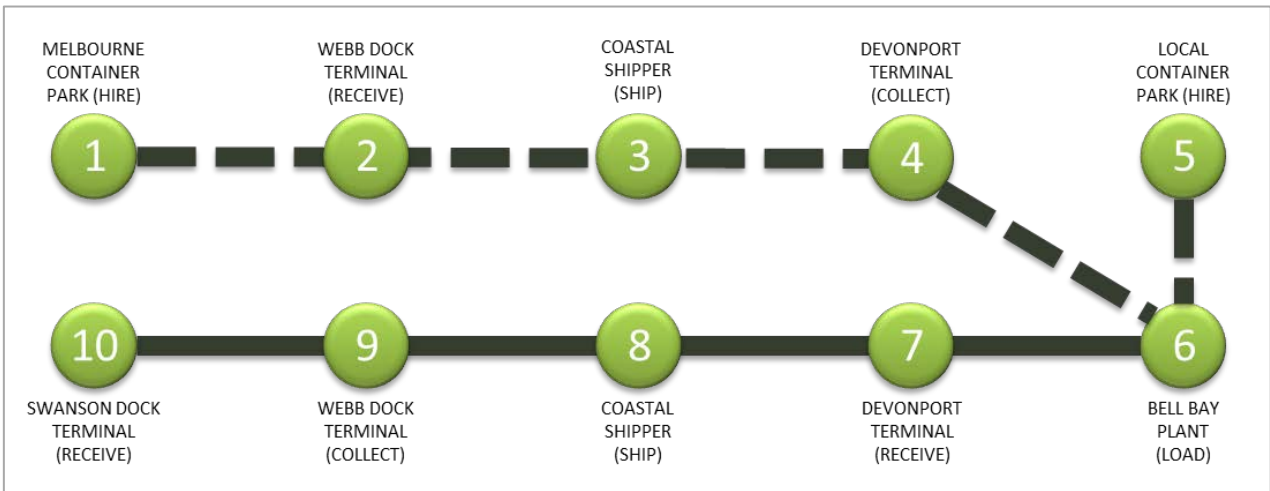 MELBOURNE
CONTAINER
PARK (HIRE)
WEBB DOCK
TERMINAL
(RECEIVE)
COASTAL
SHIPPER
(SHIP)
DEVONPORT
TERMINAL
(COLLECT)
LOCAL
CONTAINER
PARK (HIRE)
1
2
3
4
5
10
9
8
7
6
SWANSON DOCK
TERMINAL
(RECEIVE)
WEBB DOCK
TERMINAL
(COLLECT)
COASTAL
SHIPPER
(SHIP)
DEVONPORT
TERMINAL
(RECEIVE)
BELL BAY
PLANT
(LOAD)